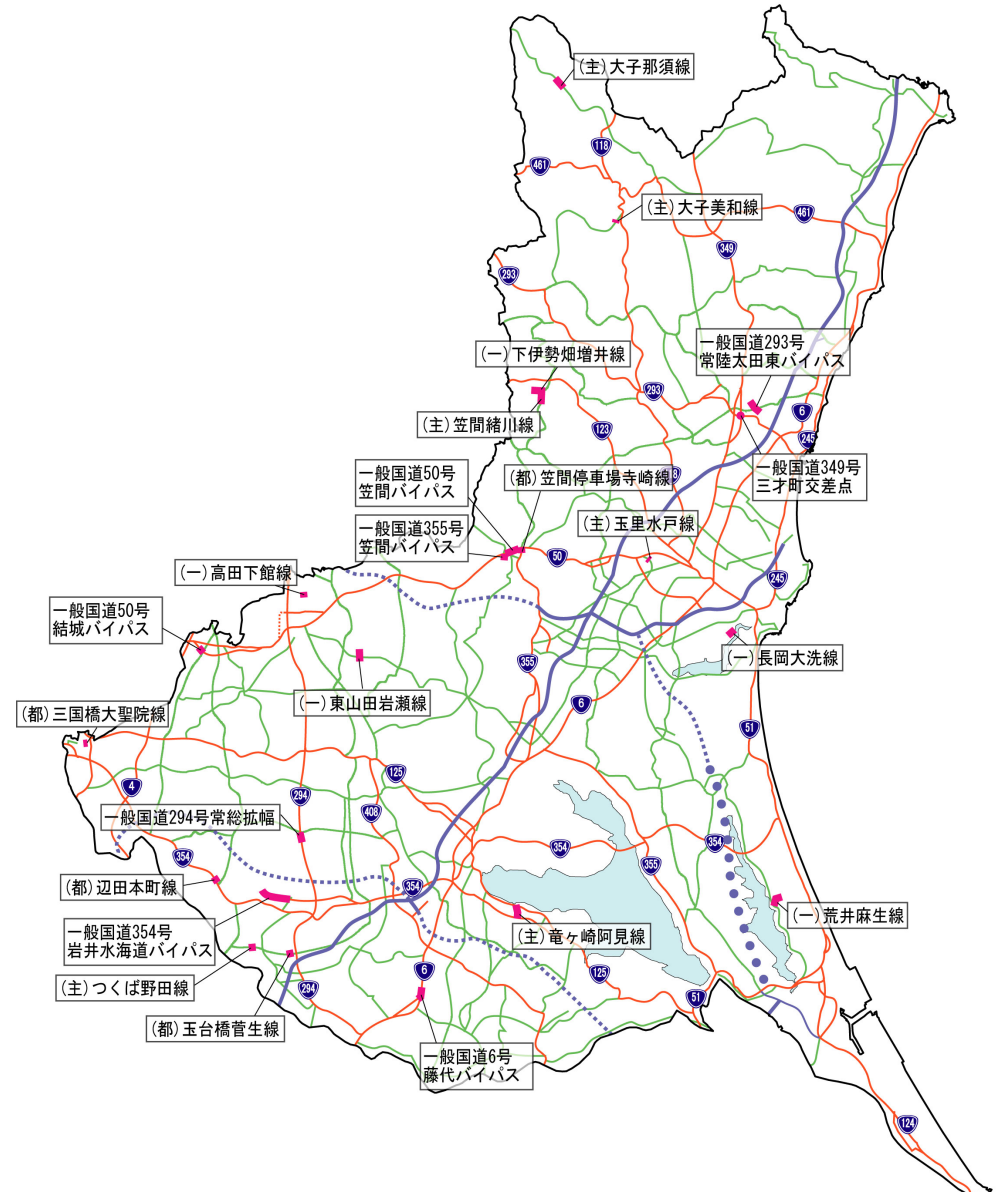 (主)大子那須線
118
461
(主)大子美和線
461
349
293
一般国道293号
常陸太田東バイパス
(一)下伊勢畑増井線
293
6
(主)笠間緒川線
123
245
一般国道50号
笠間バイパス
(都)笠間停車場寺崎線
一般国道349号
三才町交差点
一般国道355号
笠間バイパス
(主)玉里水戸線
50
(一)高田下館線
245
一般国道50号
結城バイパス
(一)長岡大洗線
355
(一)東山田岩瀬線
6
(都)三国橋大聖院線
51
125
4
294
408
一般国道294号常総拡幅
354
354
354
355
(都)辺田本町線
354
(一)荒井麻生線
一般国道354号
岩井水海道バイパス
(主)竜ヶ崎阿見線
(主)つくば野田線
6
125
294
51
(都)玉台橋菅生線
一般国道6号
藤代バイパス
124